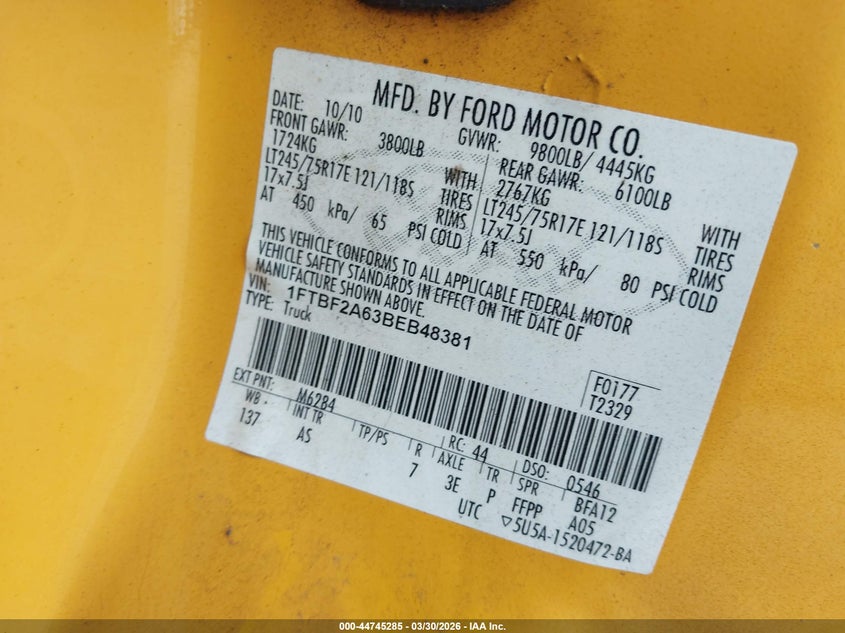 MFD. BY FORD MOTOR CO.
DATE: 10/10 GVWR: 9800LB/ 4445KG
FRONT GAWR: 3800LB REAR GAWR: 6100LB
1724KG WITH 2767KG WITH
LT245/75R17E 121/118S TIRES LT245/75R17E 121/118S TIRES
17x7.5J RIMS 17x7.5J RIMS
AT 450 kPa/ 65 PSI COLD AT 550 kPa/ 80 PSI COLD
THIS VEHICLE CONFORMS TO ALL APPLICABLE FEDERAL MOTOR
VEHICLE SAFETY STANDARDS IN EFFECT ON THE DATE OF
MANUFACTURE SHOWN ABOVE.
VIN: 1FTBF2A63BEB48381
TYPE: Truck
F0177
T2329
EXT PNT: M6284 RC: 44 DSO: 0546
WB INT TR TP/PS R AXLE TR SPR BFA12
137 AS 7 3E P FFPP A05
UTC ▽5U5A-1520472-BA
000-44745285 - 03/30/2026 - IAA Inc.